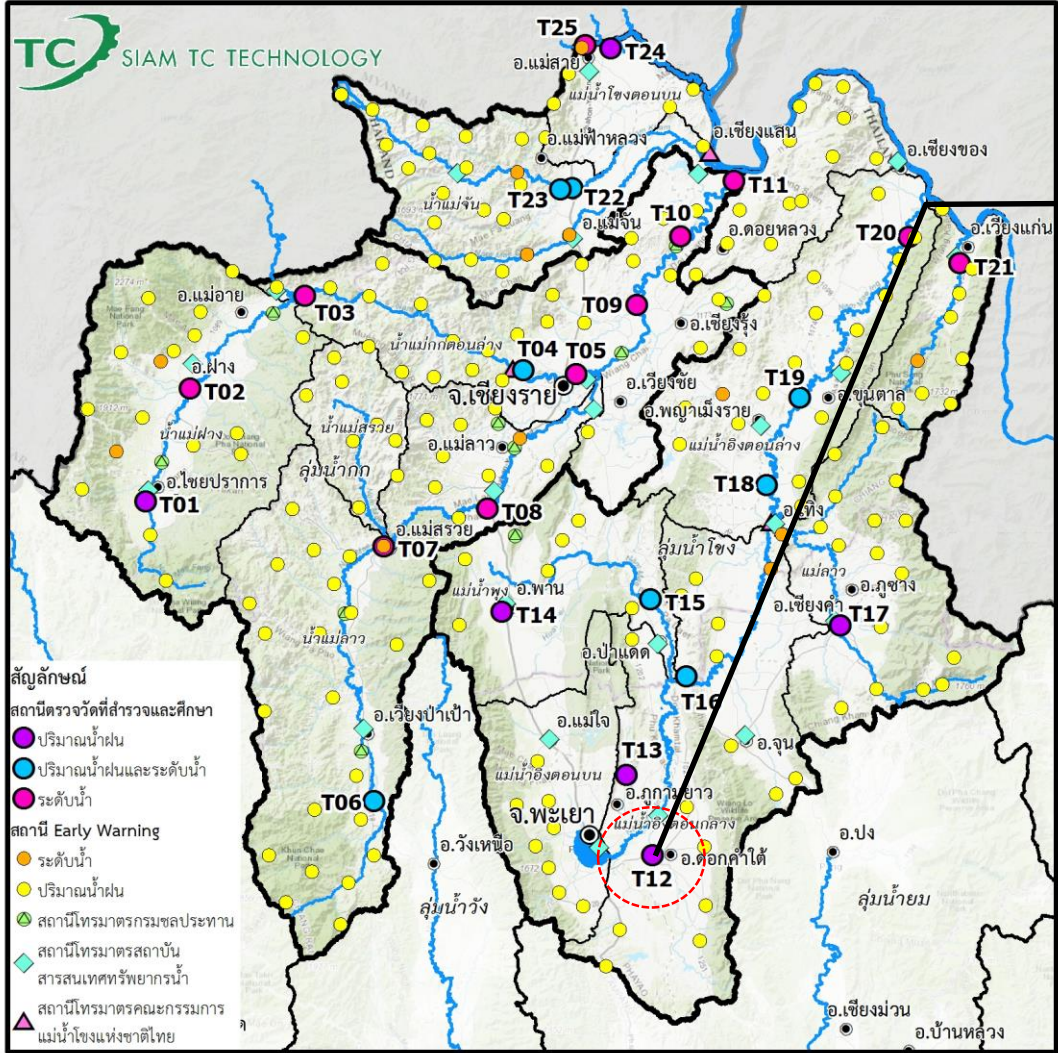 TC SIAM TC TECHNOLOGY
T25
T24
อ.แม่สาย
แม่น้ำโขงตอนบน
MYANMAR
THAILAND
อ.แม่ฟ้าหลวง
อ.เชียงแสน
THAILAND
อ.เชียงของ
น้ำแม่จัน
T23
T22
T11
อ.แม่จัน
T10
อ.ดอยหลวง
T20
อ.เวียงแก่น
T21
2274 m
Mae Fang
National
Park
อ.แม่อาย
T03
T09
อ.เชียงรุ้ง
น้ำแม่กกตอนล่าง
อ.ฝาง
T02
T04
T05
จ.เชียงราย
อ.เวียงชัย
T19
อ.ขุนตาล
1732 m
น้ำแม่ฝาง
น้ำแม่สรวย
อ.แม่ลาว
อ.พญาเม็งราย
แม่น้ำอิงตอนล่าง
ลุ่มน้ำกก
อ.ไชยปราการ
T01
T08
T18
อ.เทิง
อ.แม่สรวย
T07
ลุ่มน้ำโขง
แม่น้ำพุง
อ.พาน
T14
T15
แม่ลาว
อ.ภูซาง
อ.เชียงคำ
T17
น้ำแม่ลาว
อ.ป่าแดด
T16
สัญลักษณ์
สถานีตรวจวัดที่สำรวจและศึกษา
ปริมาณน้ำฝน
ปริมาณน้ำฝนและระดับน้ำ
ระดับน้ำ
สถานี Early Warning
ระดับน้ำ
ปริมาณน้ำฝน
สถานีโทรมาตรกรมชลประทาน
สถานีโทรมาตรสถาบัน
สารสนเทศทรัพยากรน้ำ
สถานีโทรมาตรคณะกรรมการ
แม่น้ำโขงแห่งชาติไทย
อ.เวียงป่าเป้า
T06
อ.แม่ใจ
อ.จุน
T13
แม่น้ำอิงตอนบน
อ.ภูกามยาว
จ.พะเยา
แม่น้ำอิงตอนกลาง
อ.วังเหนือ
1672 m
T12
อ.ดอกคำใต้
อ.ปง
ลุ่มน้ำวัง
ลุ่มน้ำยม
PHAYAO
อ.เชียงม่วน
อ.บ้านหลวง